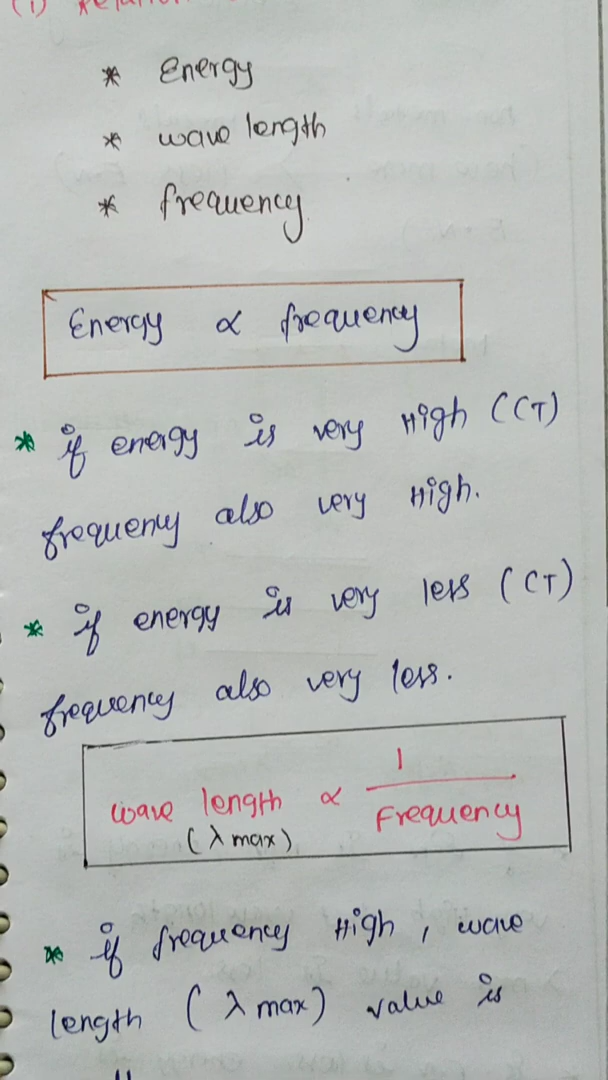 (i)
* Energy
* wave length
* frequency
Energy ∝ frequency
* if energy is very High (CT)
frequency also very High.
* if energy is very less (CT)
frequency also very less.
wave length ∝ 1 / Frequency
(λ max)
* if frequency High, wave
length (λ max) value is